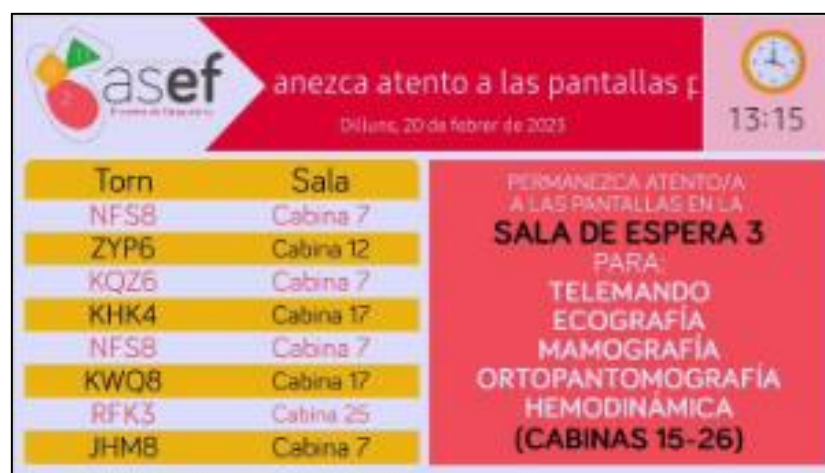 asef
anezca atento a las pantallas p
Dilluns, 20 de febrer de 2023
13:15
Torn Sala
NFS8 Cabina 7
ZYP6 Cabina 12
KQZ6 Cabina 7
KHK4 Cabina 17
NFS8 Cabina 7
KWQ8 Cabina 17
RFK3 Cabina 25
JHM8 Cabina 7
PERMANEZCA ATENTO/A
A LAS PANTALLAS EN LA
SALA DE ESPERA 3
PARA:
TELEMANDO
ECOGRAFÍA
MAMOGRAFÍA
ORTOPANTOMOGRAFÍA
HEMODINÁMICA
(CABINAS 15-26)